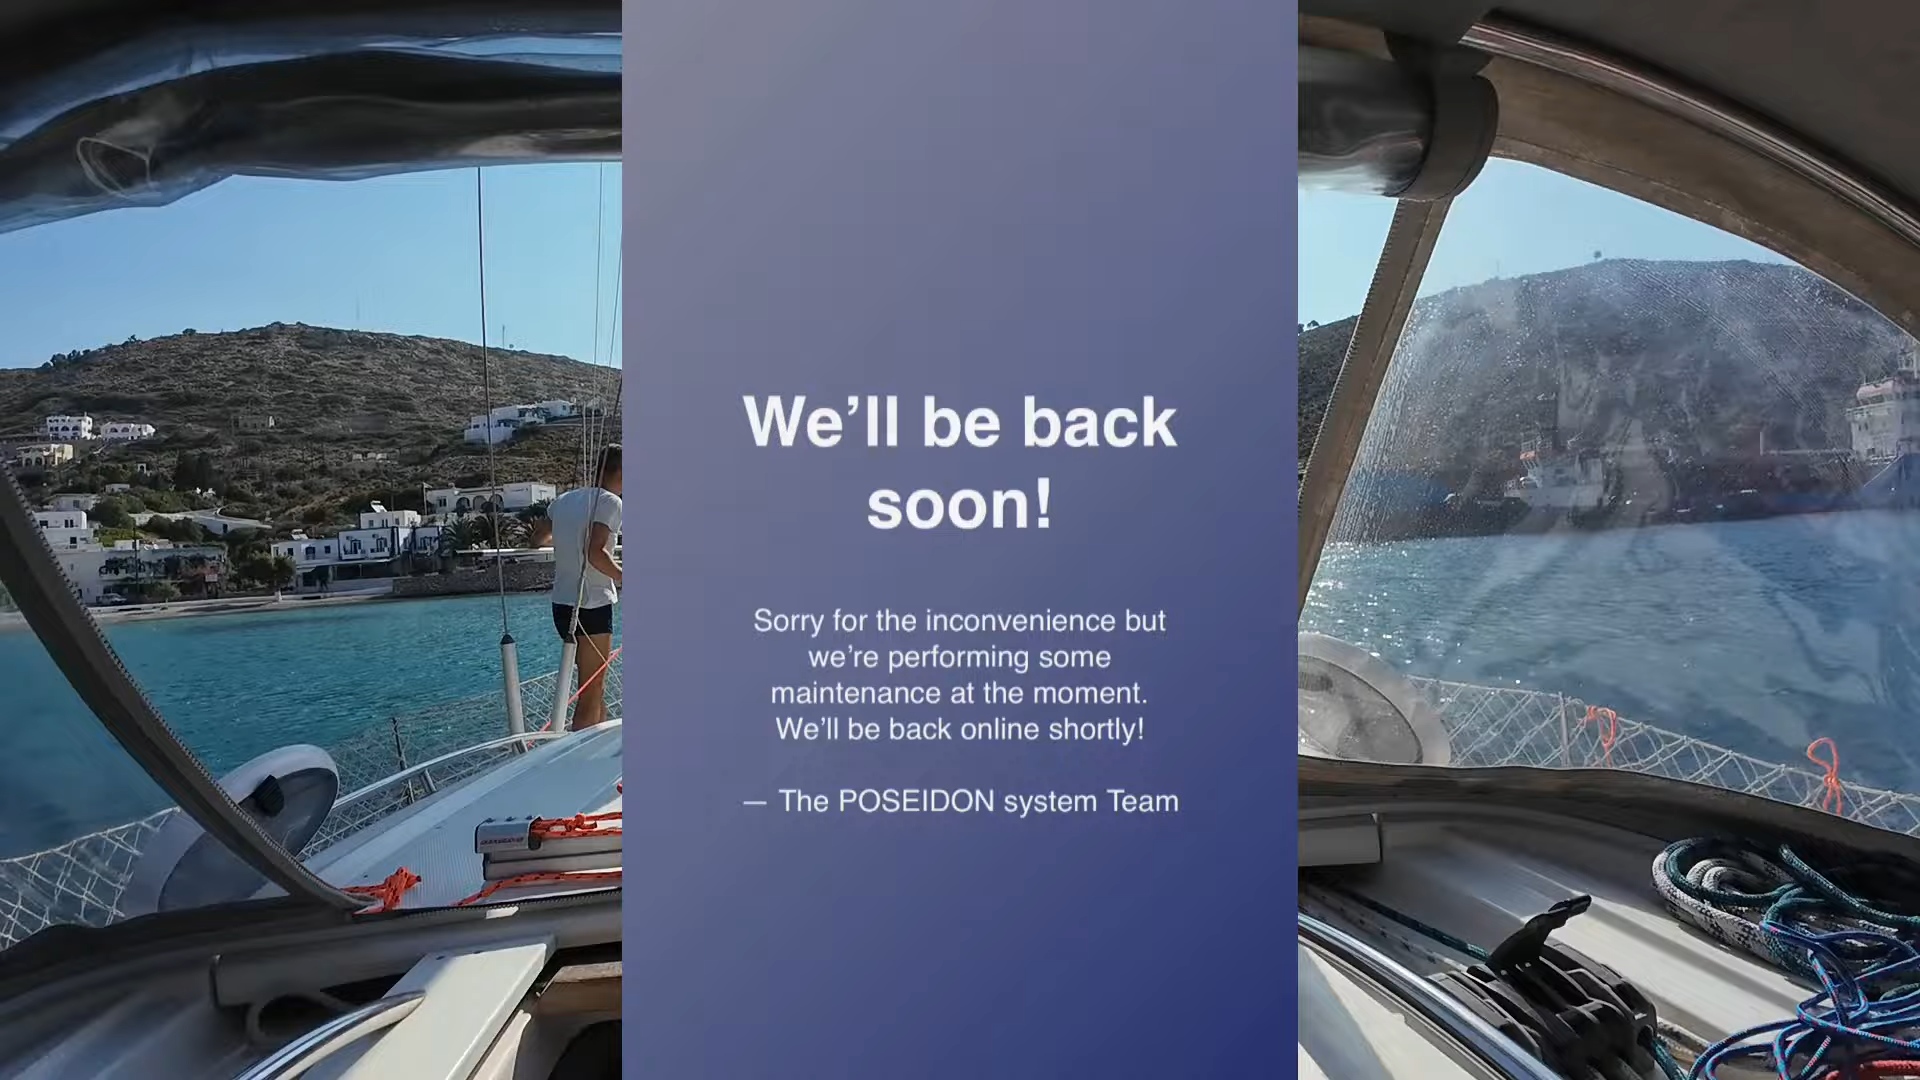 We’ll be back
soon!
Sorry for the inconvenience but
we’re performing some
maintenance at the moment.
We’ll be back online shortly!
— The POSEIDON system Team